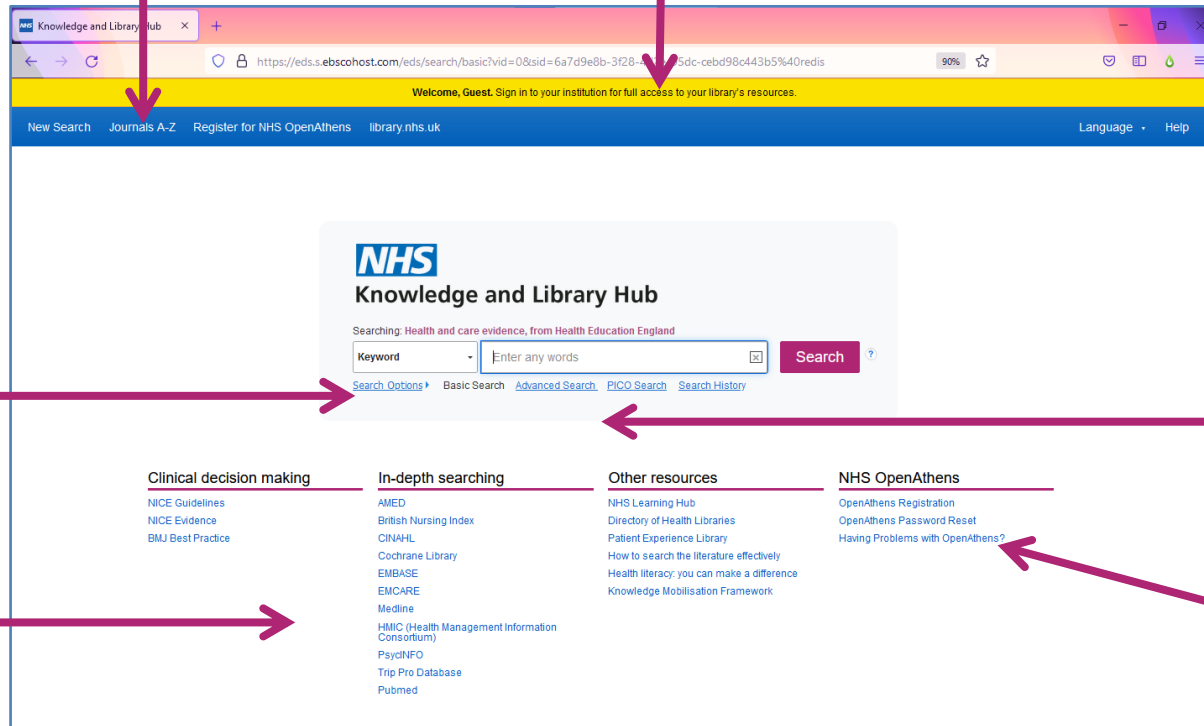 Knowledge and Library Hub
https://eds.s.ebscohost.com/eds/search/basic?vid=0&sid=6a7d9e8b-3f28-4 5dc-cebd98c443b5%40redis
90%
Welcome, Guest. Sign in to your institution for full access to your library's resources.
New Search Journals A-Z Register for NHS OpenAthens library.nhs.uk Language Help
NHS
Knowledge and Library Hub
Searching: Health and care evidence, from Health Education England
Keyword Enter any words Search ?
Search Options Basic Search Advanced Search PICO Search Search History
Clinical decision making
NICE Guidelines
NICE Evidence
BMJ Best Practice
In-depth searching
AMED
British Nursing Index
CINAHL
Cochrane Library
EMBASE
EMCARE
Medline
HMIC (Health Management Information
Consortium)
PsycINFO
Trip Pro Database
Pubmed
Other resources
NHS Learning Hub
Directory of Health Libraries
Patient Experience Library
How to search the literature effectively
Health literacy: you can make a difference
Knowledge Mobilisation Framework
NHS OpenAthens
OpenAthens Registration
OpenAthens Password Reset
Having Problems with OpenAthens?